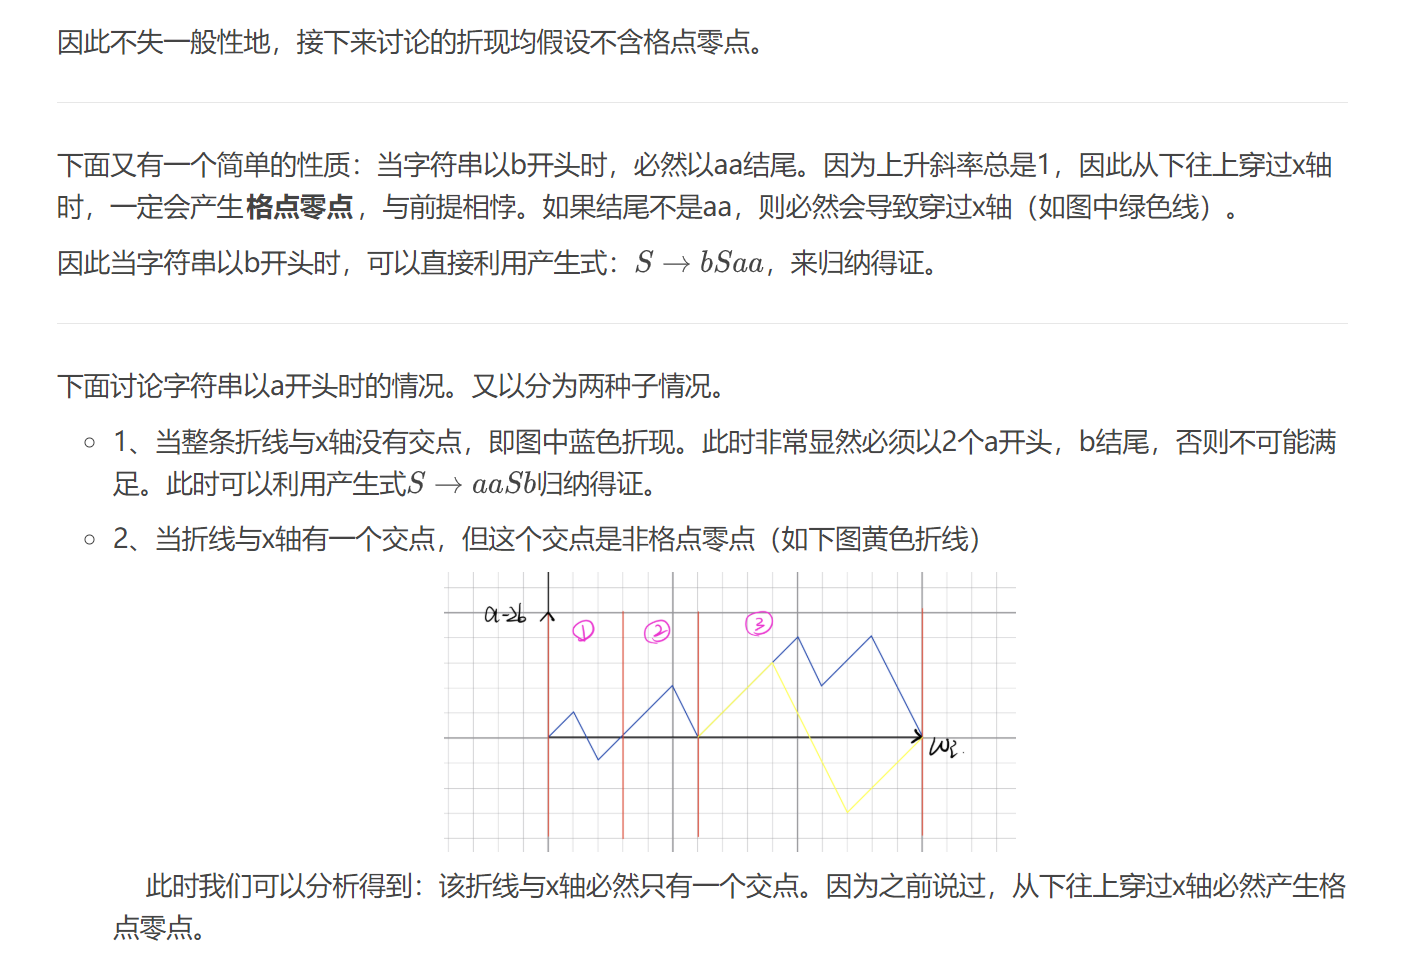 因此不失一般性地，接下来讨论的折现均假设不含格点零点。
下面又有一个简单的性质：当字符串以b开头时，必然以aa结尾。因为上升斜率总是1，因此从下往上穿过x轴
时，一定会产生格点零点，与前提相悖。如果结尾不是aa，则必然会导致穿过x轴（如图中绿色线）。
因此当字符串以b开头时，可以直接利用产生式：S → bSaa，来归纳得证。
下面讨论字符串以a开头时的情况。又以分为两种子情况。
1、当整条折线与x轴没有交点，即图中蓝色折现。此时非常显然必须以2个a开头，b结尾，否则不可能满
足。此时可以利用产生式S → aaSb归纳得证。
2、当折线与x轴有一个交点，但这个交点是非格点零点（如下图黄色折线）
a-2b
① ② ③
此时我们可以分析得到：该折线与x轴必然只有一个交点。因为之前说过，从下往上穿过x轴必然产生格
点零点。